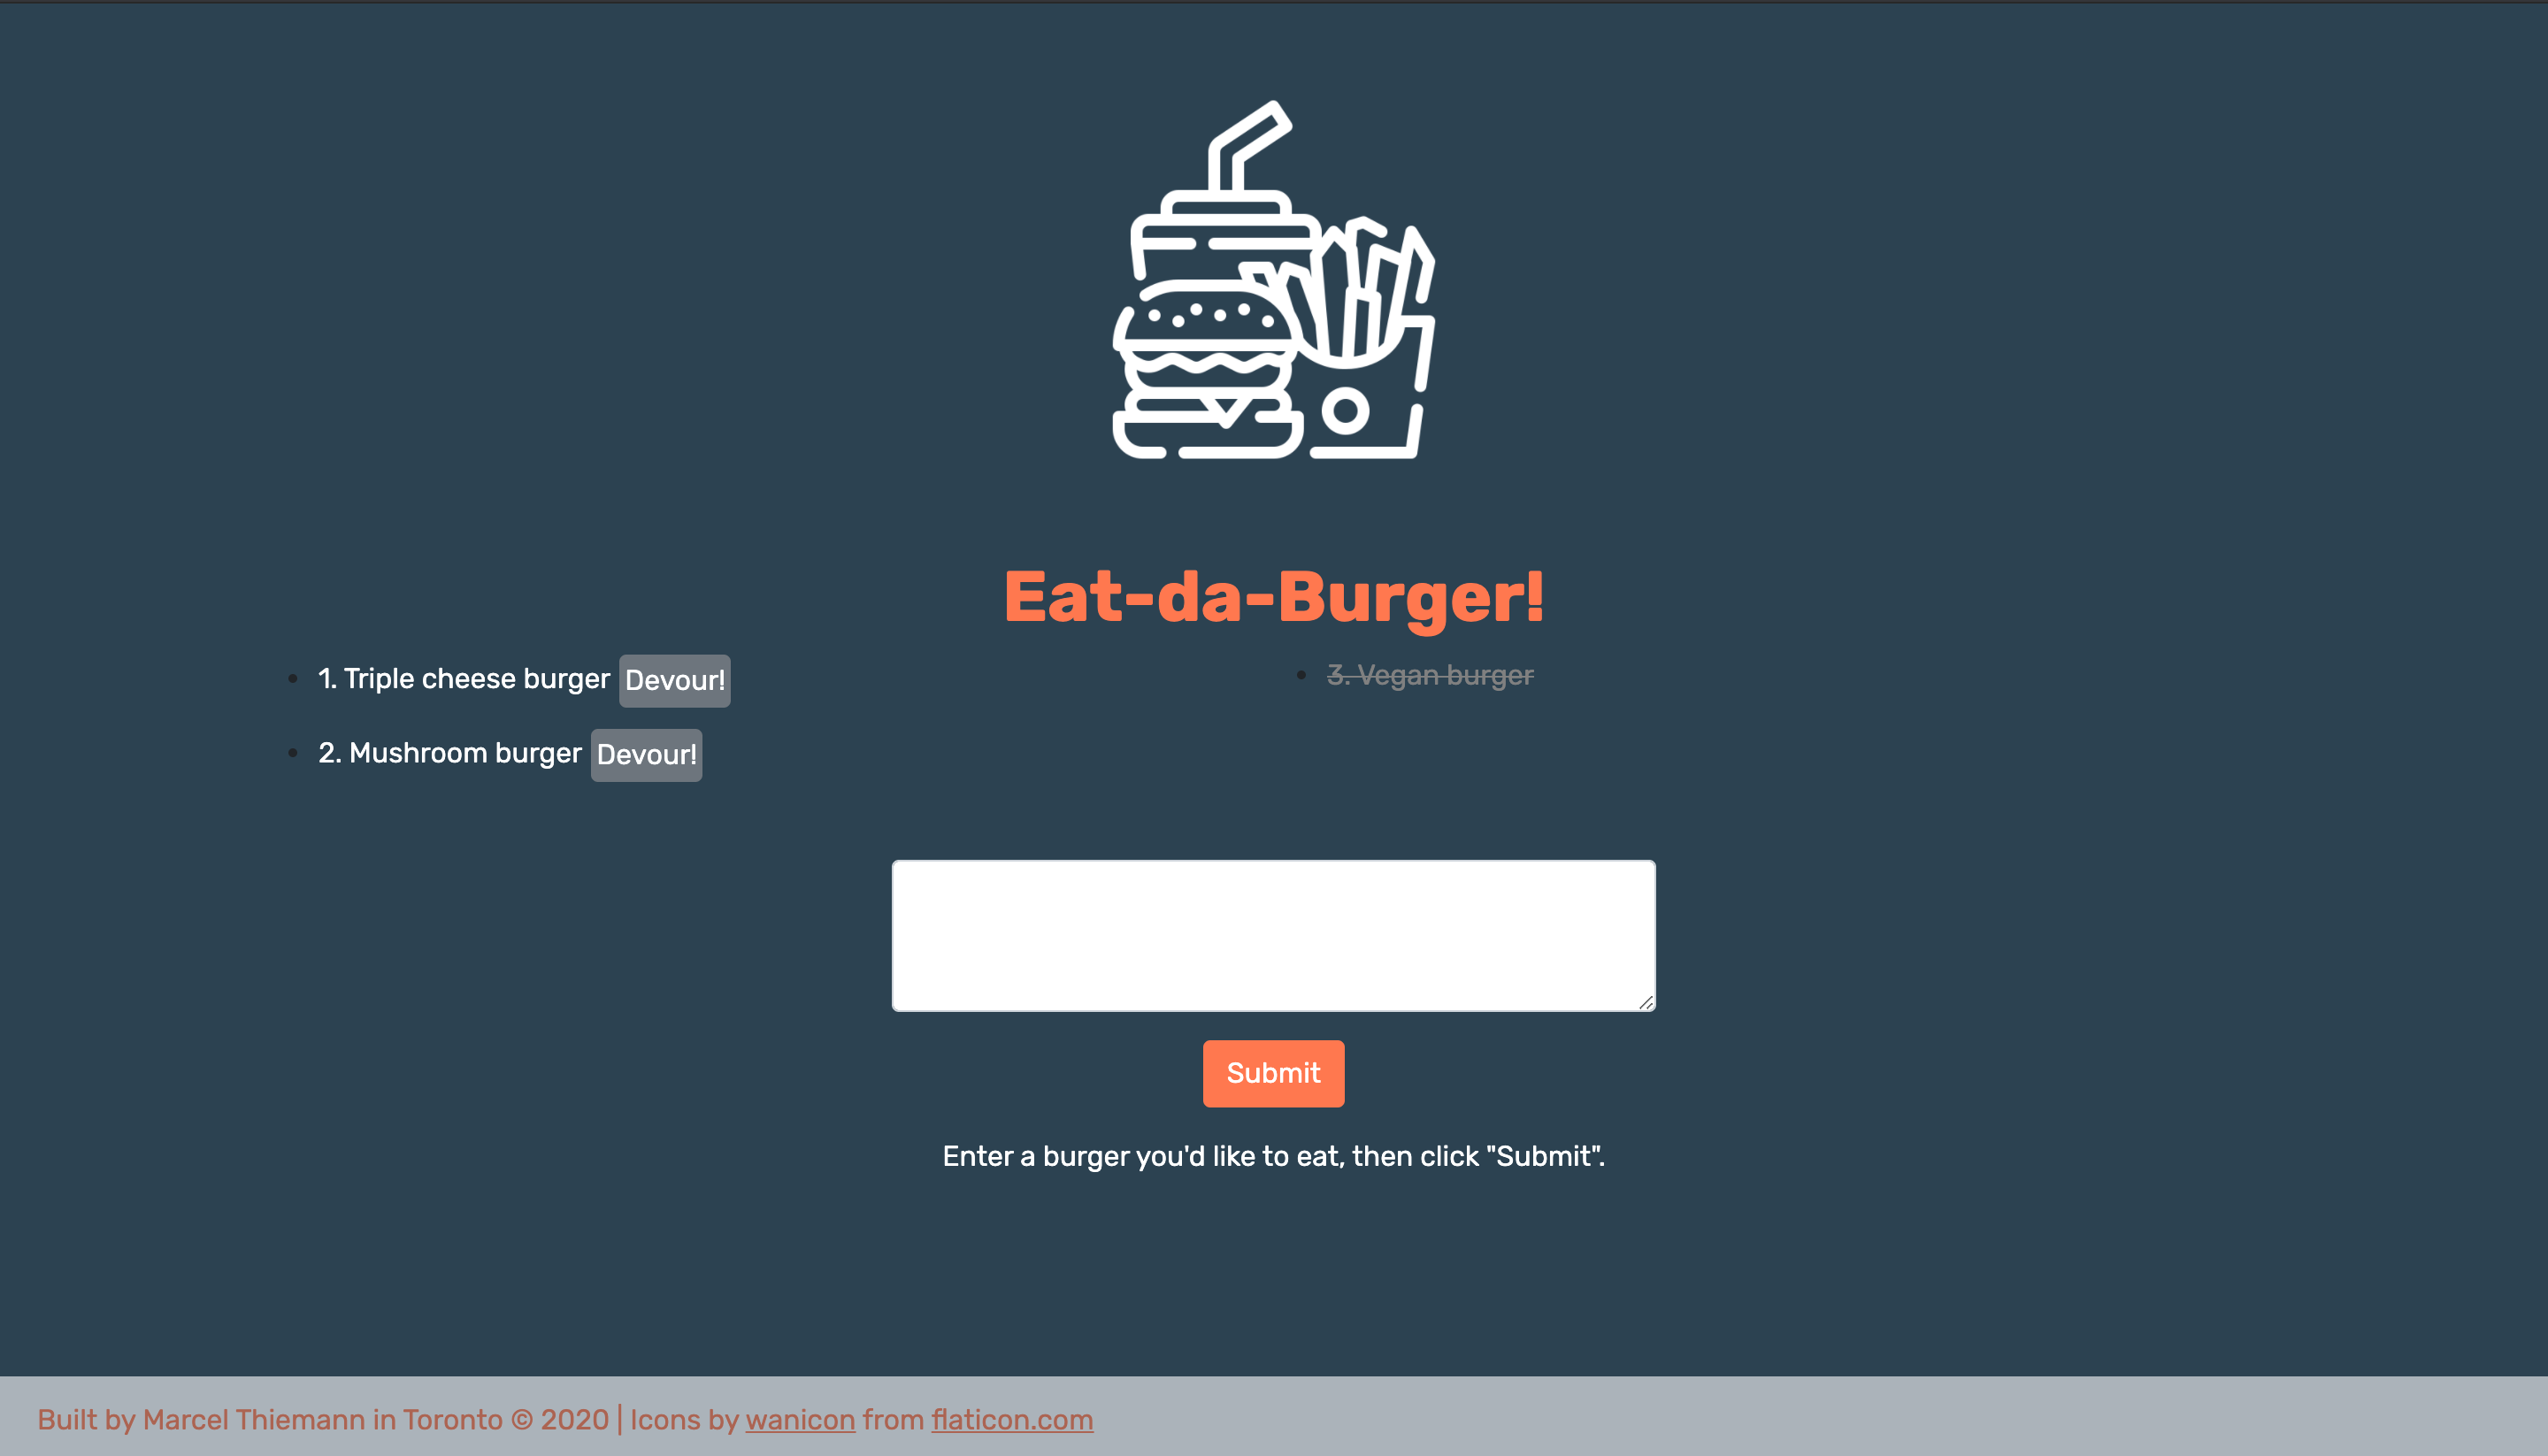 Eat-da-Burger!
1. Triple cheese burger Devour!
2. Mushroom burger Devour!
3. Vegan burger
Submit
Enter a burger you'd like to eat, then click "Submit".
Built by Marcel Thiemann in Toronto © 2020 | Icons by wanicon from flaticon.com